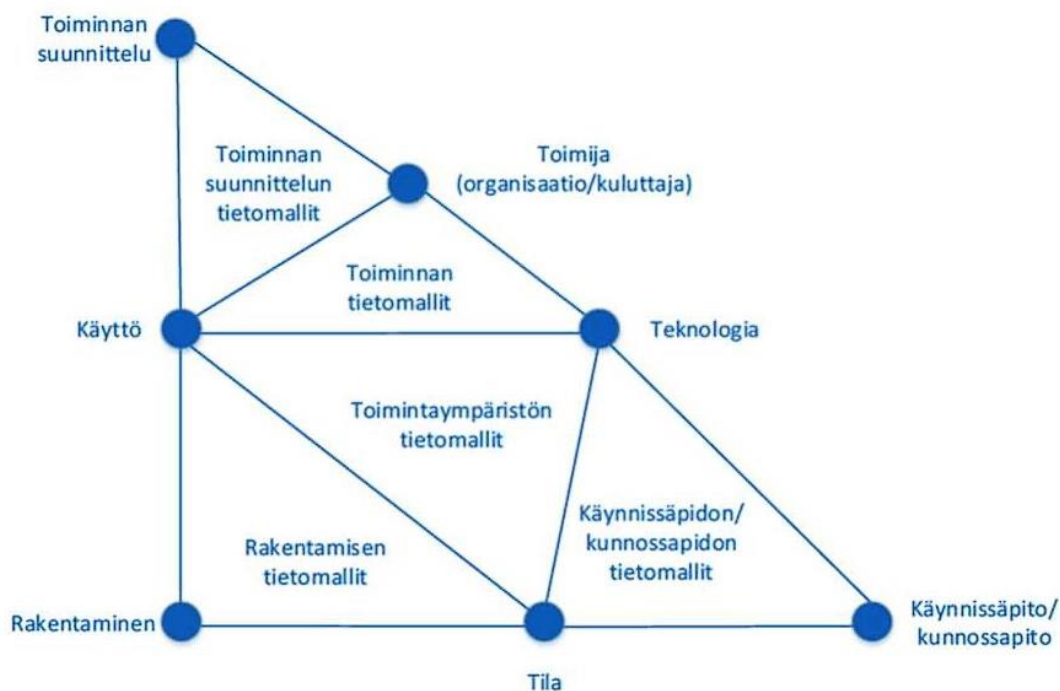 Toiminnan
suunnittelu
Toiminnan
suunnittelun
tietomallit
Toimija
(organisaatio/kuluttaja)
Toiminnan
tietomallit
Käyttö
Teknologia
Toimintaympäristön
tietomallit
Käynnissäpidon/
kunnossapidon
tietomallit
Rakentamisen
tietomallit
Rakentaminen
Käynnissäpito/
kunnossapito
Tila